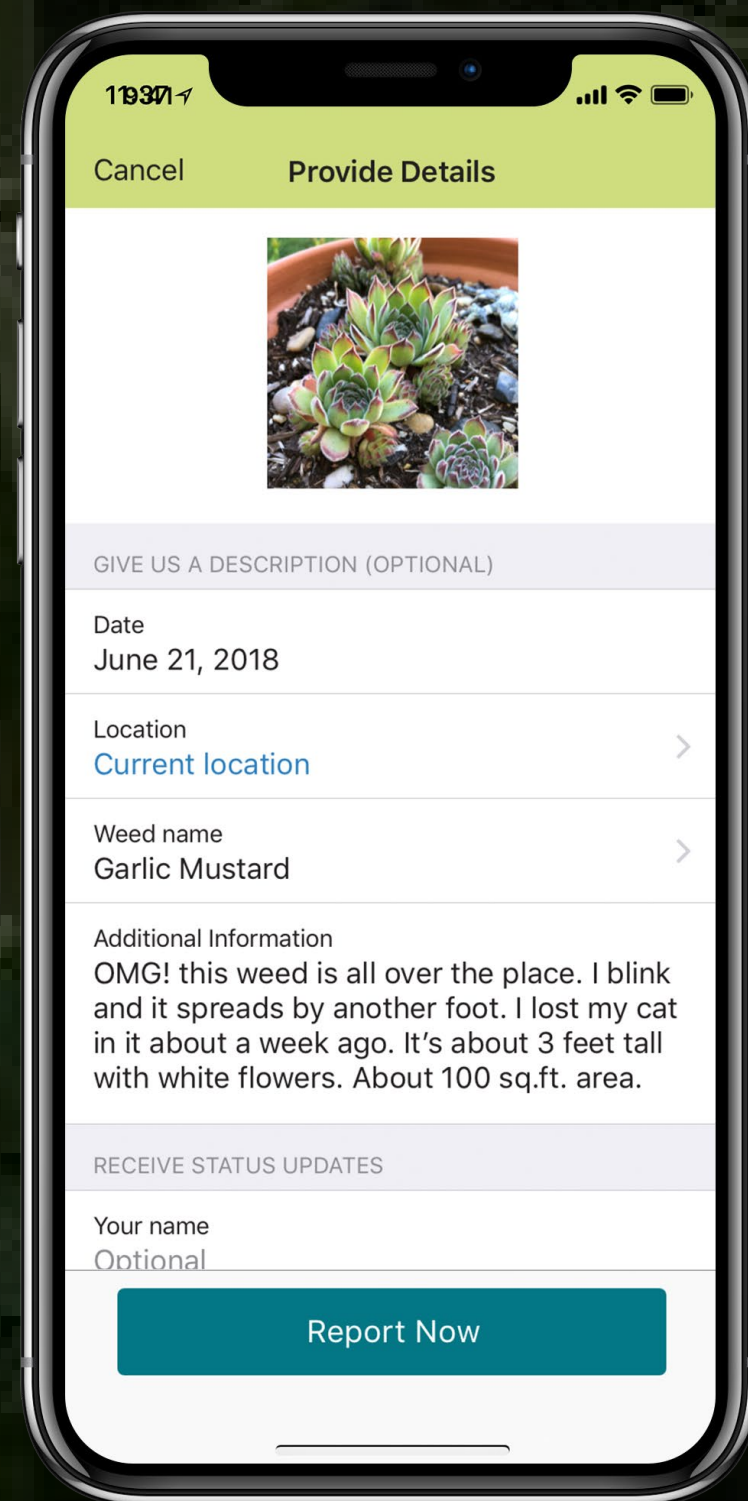 Cancel Provide Details
GIVE US A DESCRIPTION (OPTIONAL)
Date
June 21, 2018
Location
Current location
Weed name
Garlic Mustard
Additional Information
OMG! this weed is all over the place. I blink
and it spreads by another foot. I lost my cat
in it about a week ago. It’s about 3 feet tall
with white flowers. About 100 sq.ft. area.
RECEIVE STATUS UPDATES
Your name
Optional
Report Now